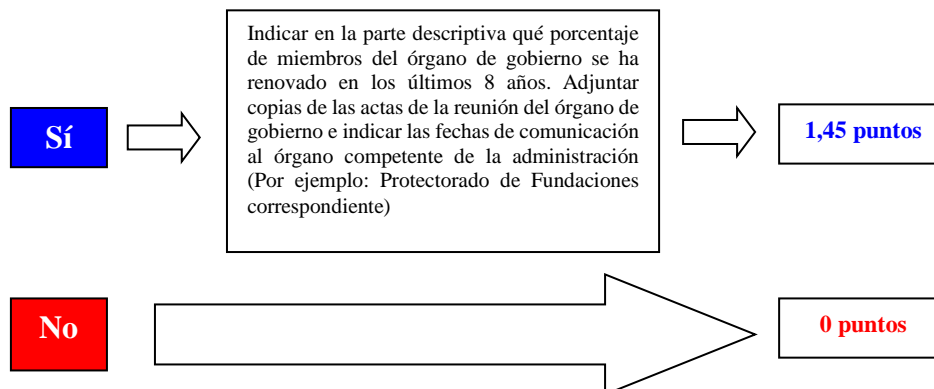 Indicar en la parte descriptiva qué porcentaje
de miembros del órgano de gobierno se ha
renovado en los últimos 8 años. Adjuntar
copias de las actas de la reunión del órgano de
gobierno e indicar las fechas de comunicación
al órgano competente de la administración
(Por ejemplo: Protectorado de Fundaciones
correspondiente)
Sí
1,45 puntos
No
0 puntos